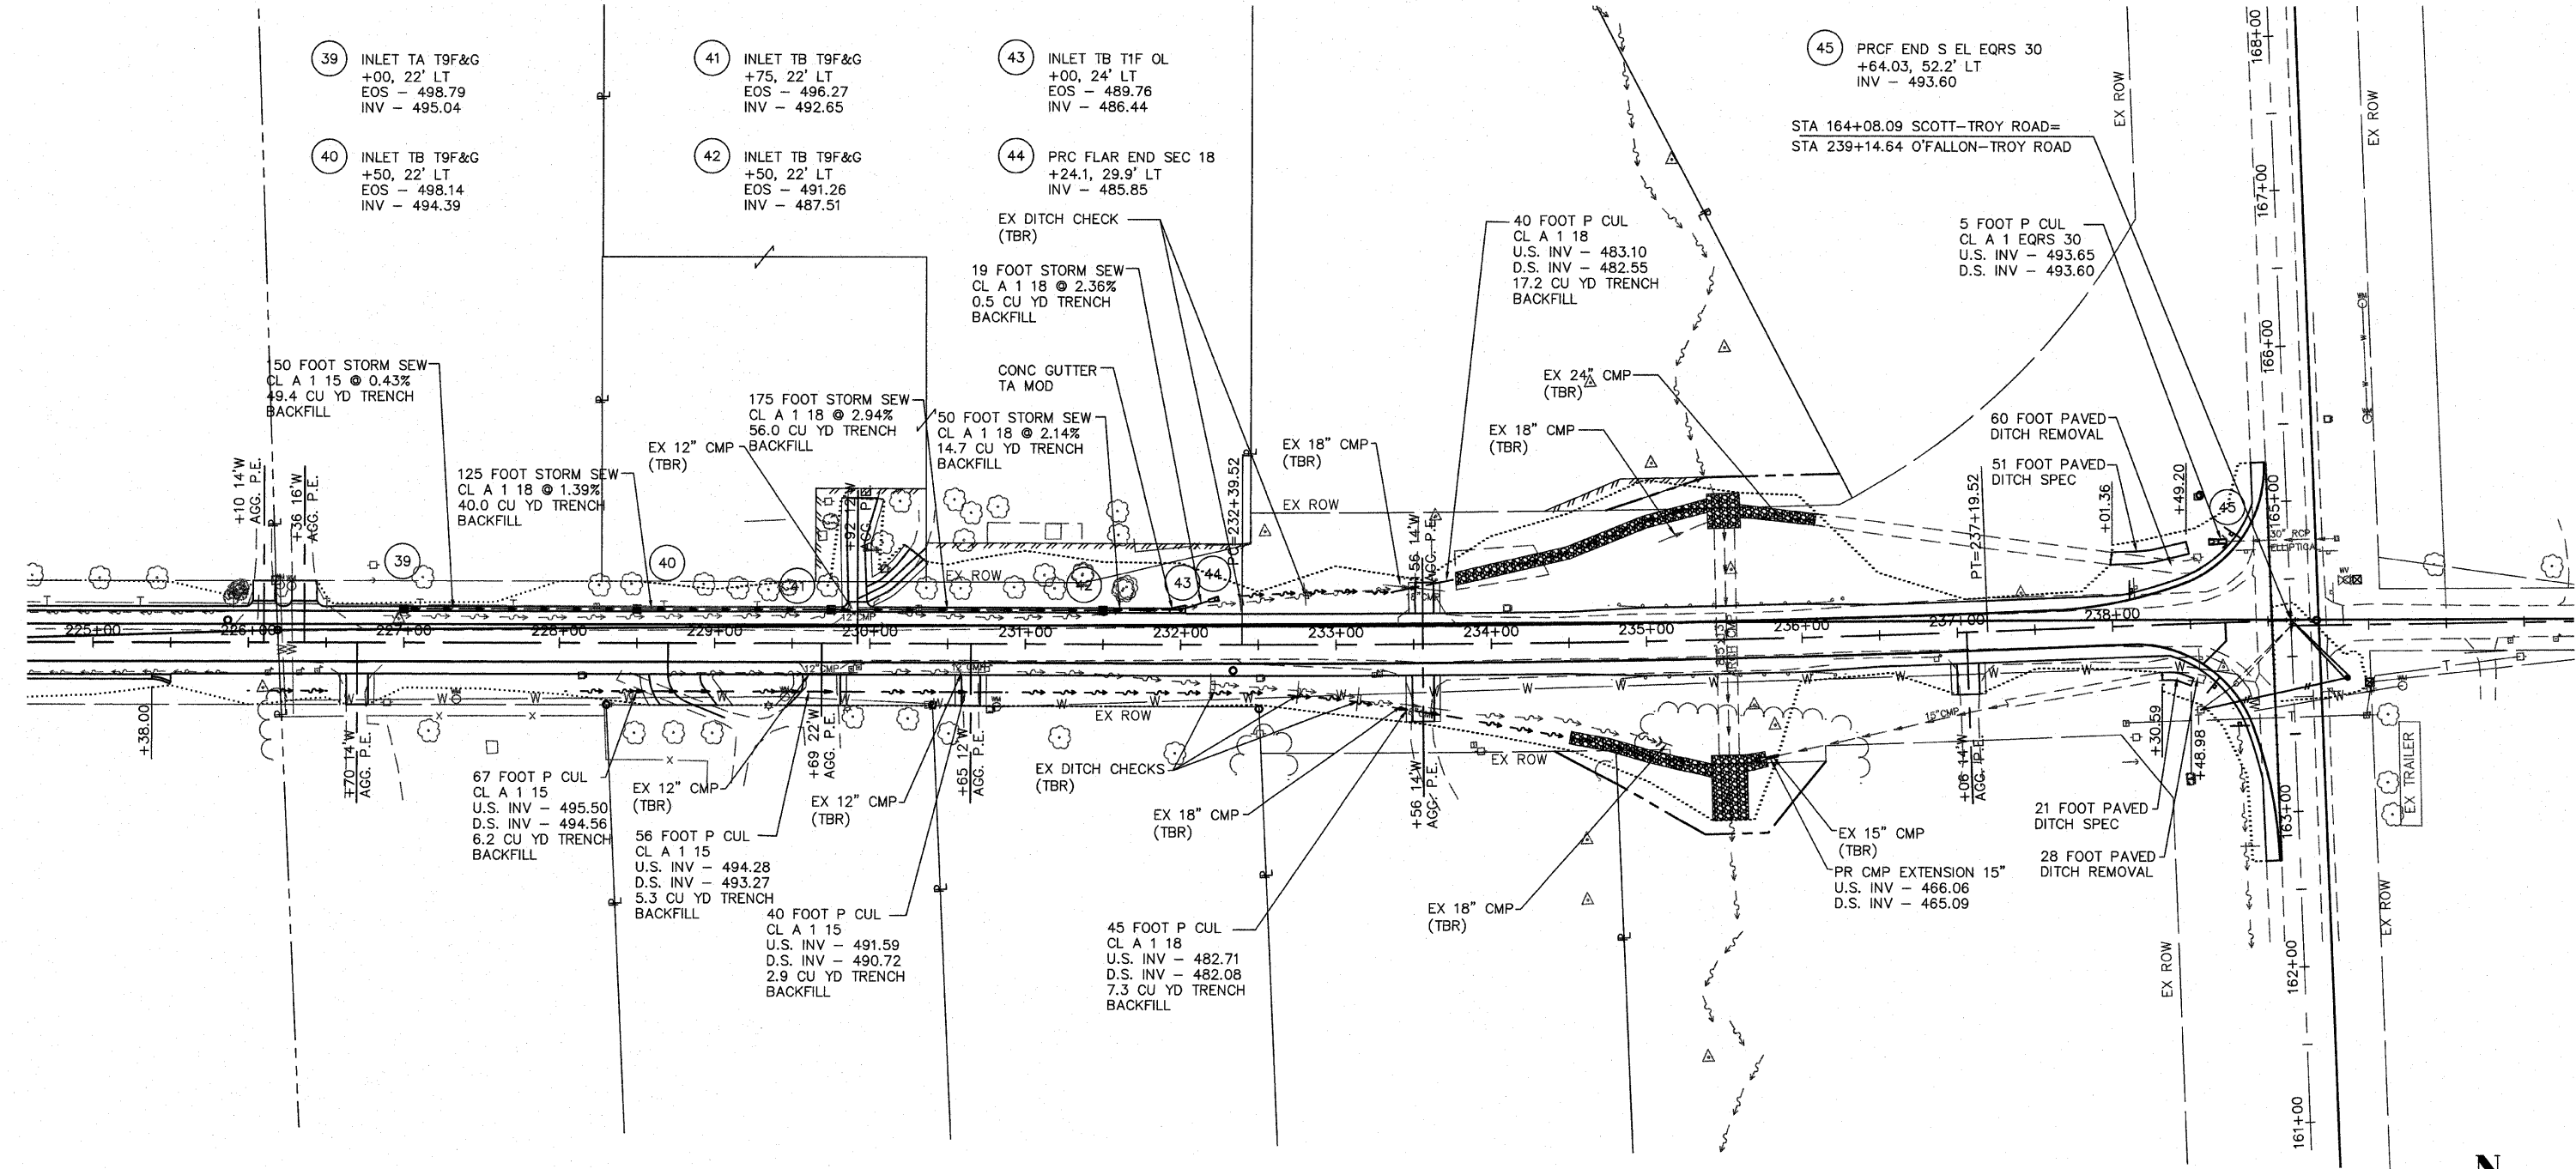 39
INLET TA T9F&G
+00, 22' LT
EOS – 498.79
INV – 495.04
40
INLET TB T9F&G
+50, 22' LT
EOS – 498.14
INV – 494.39
41
INLET TB T9F&G
+75, 22' LT
EOS – 496.27
INV – 492.65
42
INLET TB T9F&G
+50, 22' LT
EOS – 491.26
INV – 487.51
43
INLET TB T1F OL
+00, 24' LT
EOS – 489.76
INV – 486.44
44
PRC FLAR END SEC 18
+24.1, 29.9' LT
INV – 485.85
45
PRCF END S EL EQRS 30
+64.03, 52.2' LT
INV – 493.60
STA 164+08.09 SCOTT–TROY ROAD=
STA 239+14.64 O'FALLON–TROY ROAD
EX DITCH CHECK
(TBR)
19 FOOT STORM SEW
CL A 1 18 @ 2.36%
0.5 CU YD TRENCH
BACKFILL
CONC GUTTER
TA MOD
40 FOOT P CUL
CL A 1 18
U.S. INV – 483.10
D.S. INV – 482.55
17.2 CU YD TRENCH
BACKFILL
5 FOOT P CUL
CL A 1 EQRS 30
U.S. INV – 493.65
D.S. INV – 493.60
150 FOOT STORM SEW
CL A 1 15 @ 0.43%
49.4 CU YD TRENCH
BACKFILL
125 FOOT STORM SEW
CL A 1 18 @ 1.39%
40.0 CU YD TRENCH
BACKFILL
175 FOOT STORM SEW
CL A 1 18 @ 2.94%
56.0 CU YD TRENCH
BACKFILL
50 FOOT STORM SEW
CL A 1 18 @ 2.14%
14.7 CU YD TRENCH
BACKFILL
EX 12" CMP
(TBR)
EX 18" CMP
(TBR)
EX 24" CMP
(TBR)
EX 18" CMP
(TBR)
60 FOOT PAVED
DITCH REMOVAL
51 FOOT PAVED
DITCH SPEC
+10 14'W
AGG. P.E.
+36 16'W
AGG. P.E.
+92 12'W
AGG. P.E.
PC=232+39.52
+56 14'W
AGG. P.E.
PT=237+19.52
+01.36
+49.20
EX ROW
EX ROW
EX ROW
EX ROW
39
40
41
42
43
44
45
30" RCP
ELLIPTICAL
12" CMP
225+00
226+00
227+00
228+00
229+00
230+00
231+00
232+00
233+00
234+00
235+00
236+00
237+00
238+00
168+00
167+00
166+00
165+00
163+00
162+00
161+00
12" CMP
15" CMP
+38.00
+70 14'W
AGG. P.E.
+69 22'W
AGG. P.E.
+65 12'W
AGG. P.E.
+56 14'W
AGG. P.E.
+08 14'W
AGG. P.E.
+30.59
+48.98
EX ROW
EX ROW
EX ROW
EX ROW
EX TRAILER
67 FOOT P CUL
CL A 1 15
U.S. INV – 495.50
D.S. INV – 494.56
6.2 CU YD TRENCH
BACKFILL
EX 12" CMP
(TBR)
56 FOOT P CUL
CL A 1 15
U.S. INV – 494.28
D.S. INV – 493.27
5.3 CU YD TRENCH
BACKFILL
EX 12" CMP
(TBR)
40 FOOT P CUL
CL A 1 15
U.S. INV – 491.59
D.S. INV – 490.72
2.9 CU YD TRENCH
BACKFILL
EX DITCH CHECKS
(TBR)
EX 18" CMP
(TBR)
45 FOOT P CUL
CL A 1 18
U.S. INV – 482.71
D.S. INV – 482.08
7.3 CU YD TRENCH
BACKFILL
EX 18" CMP
(TBR)
EX 15" CMP
(TBR)
PR CMP EXTENSION 15"
U.S. INV – 466.06
D.S. INV – 465.09
21 FOOT PAVED
DITCH SPEC
28 FOOT PAVED
DITCH REMOVAL
N